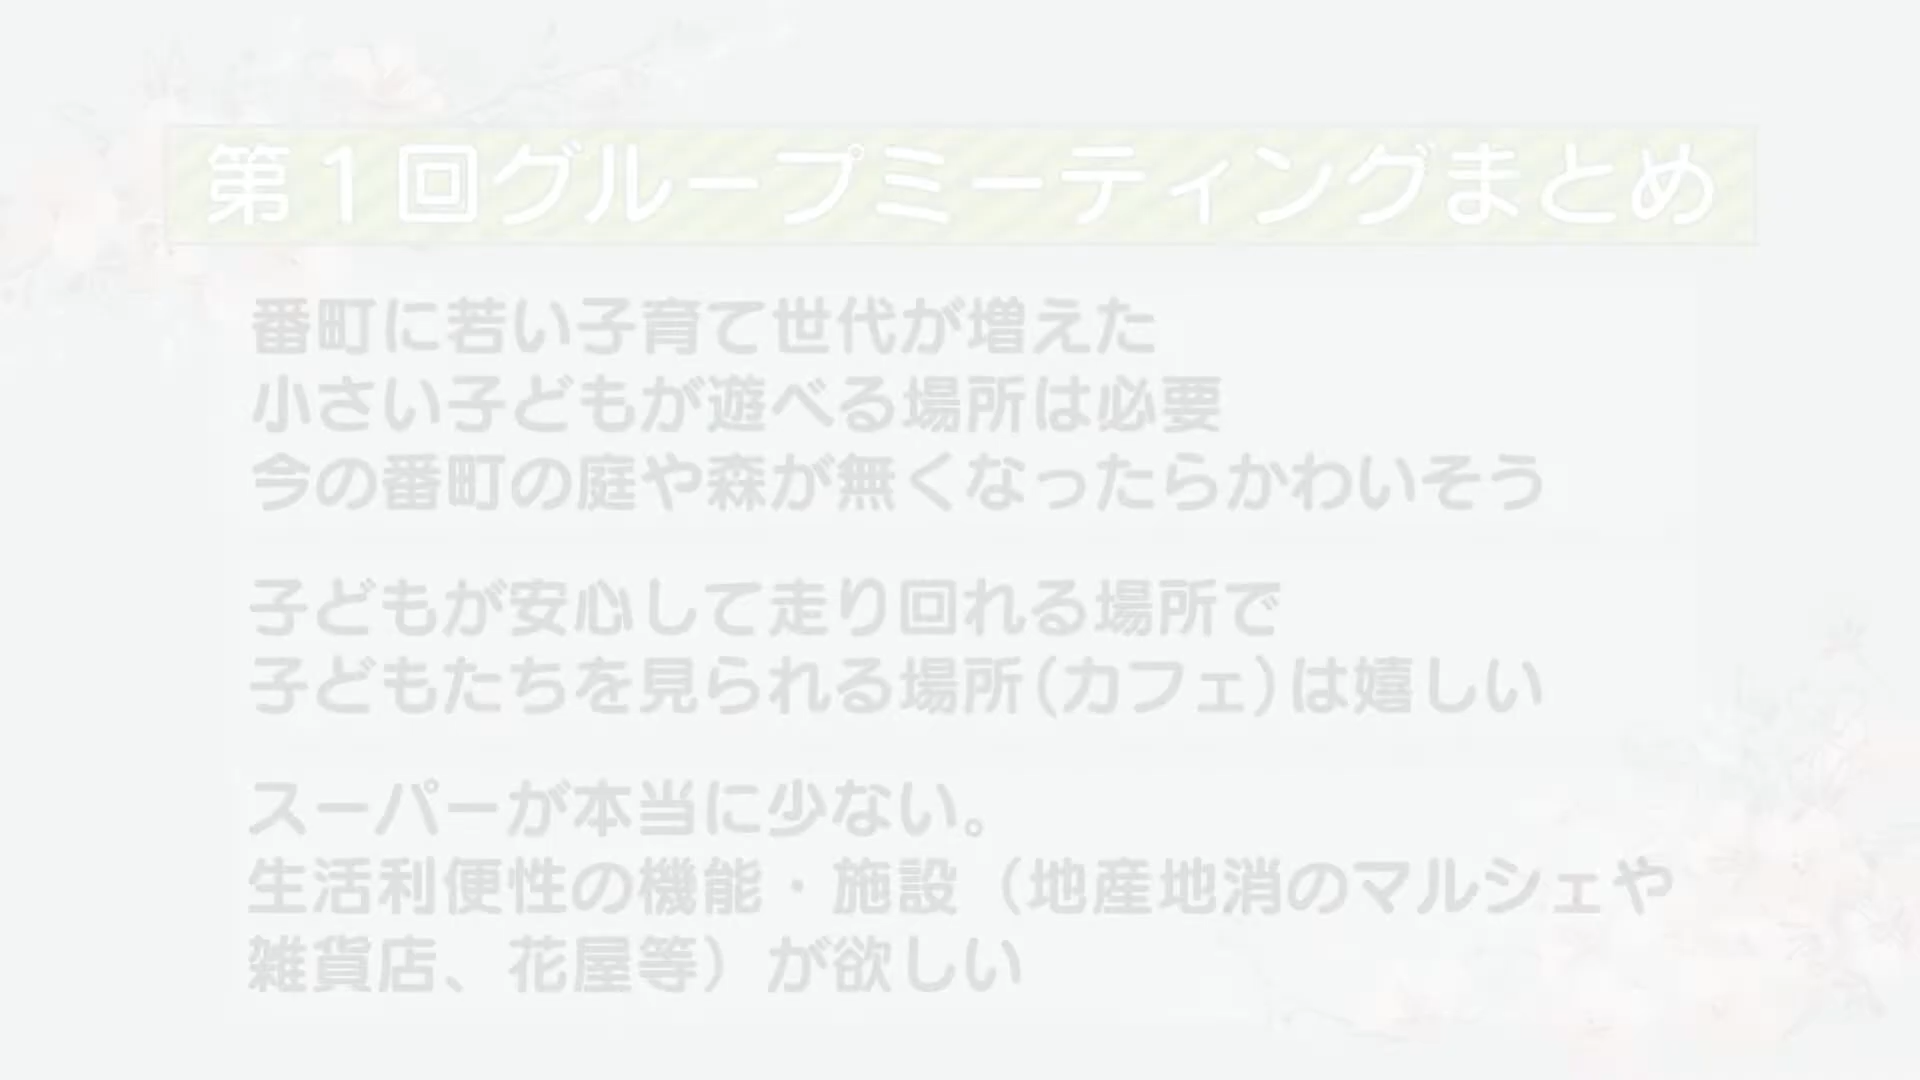 第１回グループミーティングまとめ
番町に若い子育て世代が増えた
小さい子どもが遊べる場所は必要
今の番町の庭や森が無くなったらかわいそう
子どもが安心して走り回れる場所で
子どもたちを見られる場所(カフェ)は嬉しい
スーパーが本当に少ない。
生活利便性の機能・施設（地産地消のマルシェや
雑貨店、花屋等）が欲しい